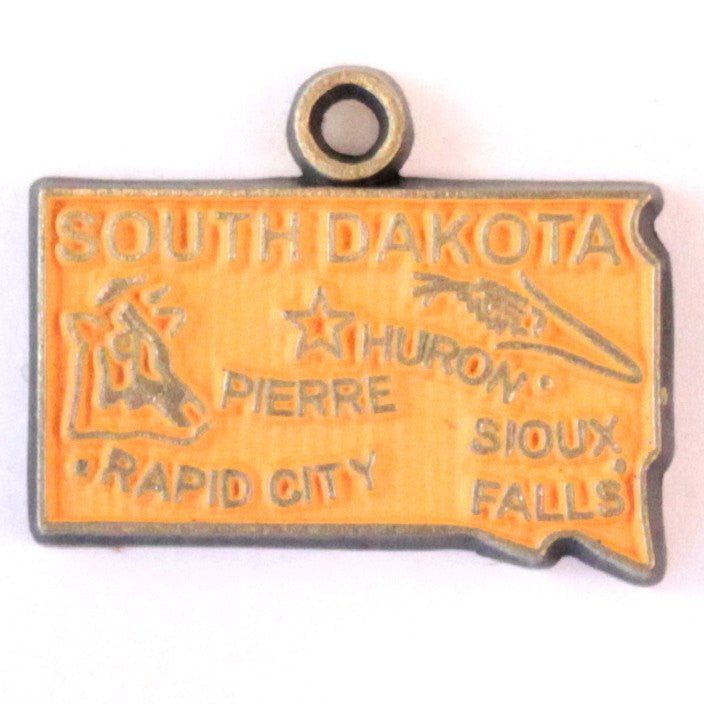 SOUTH DAKOTA
HURON
PIERRE
RAPID CITY
SIOUX
FALLS